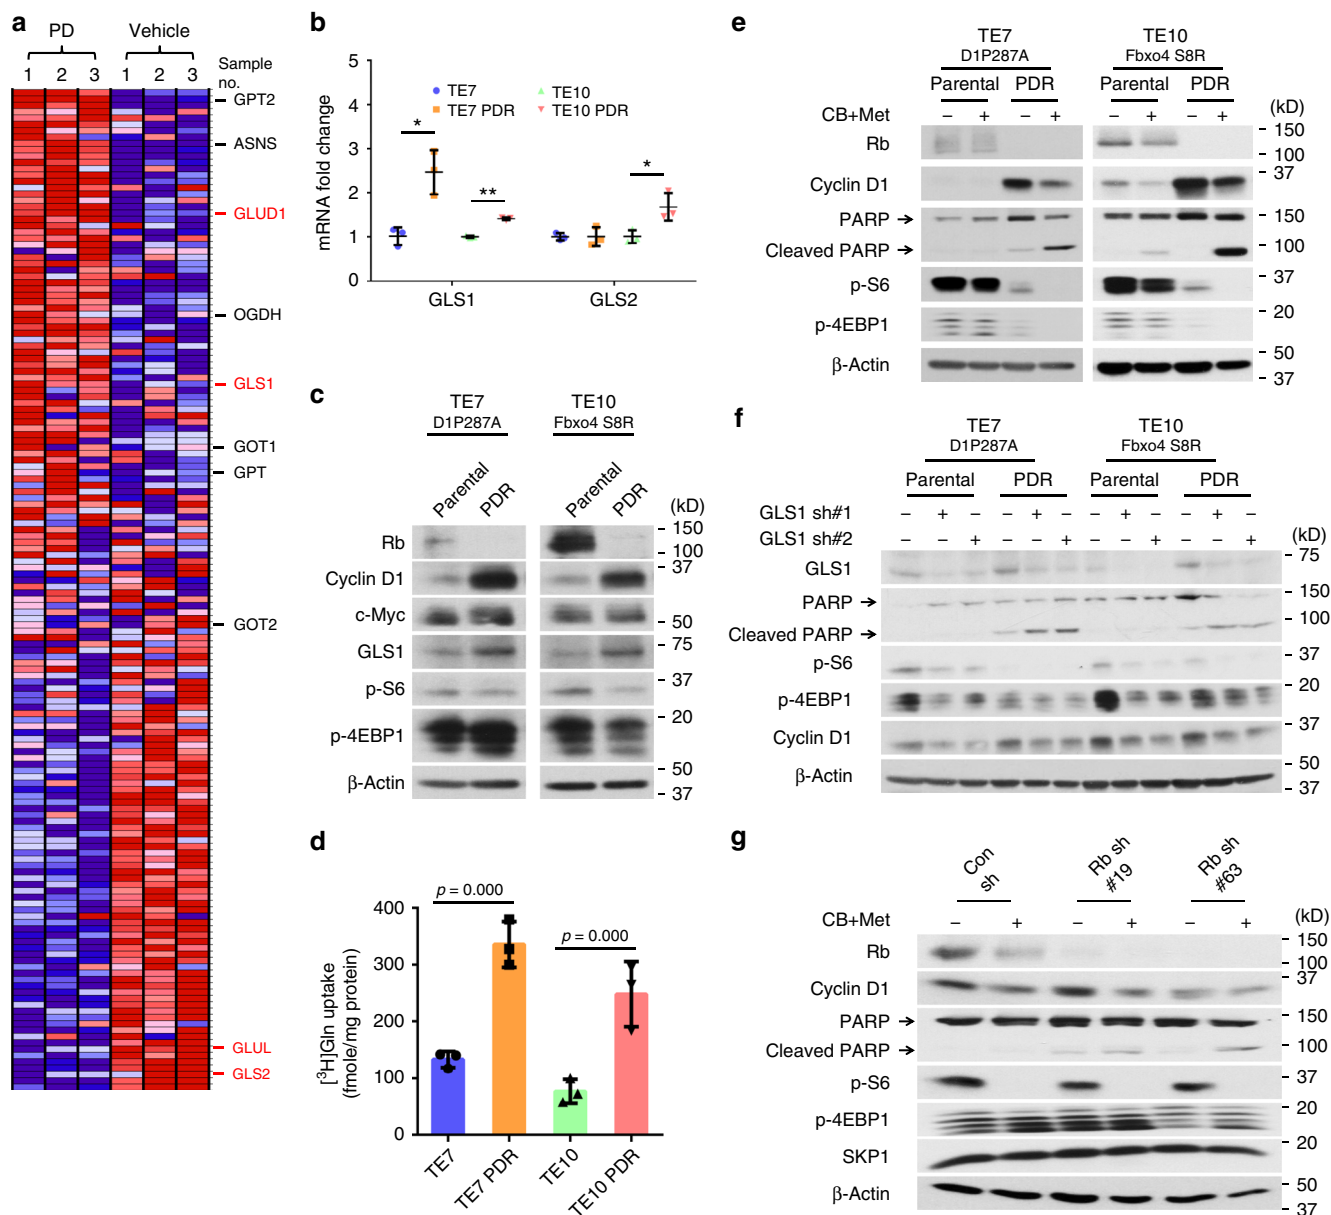 a
PD Vehicle
1 2 3 1 2 3 Sample no.
GPT2
ASNS
GLUD1
OGDH
GLS1
GOT1
GPT
GOT2
GLUL
GLS2
b
mRNA fold change
5
4
3
2
1
0
TE7 TE10
TE7 PDR TE10 PDR
* ** *
GLS1 GLS2
c
TE7 TE10
D1P287A Fbxo4 S8R
Parental PDR Parental PDR (kD)
Rb 150
100
Cyclin D1 37
c-Myc 50
GLS1 75
p-S6 37
p-4EBP1 20
β-Actin 50
37
d
[³H]Gln uptake
(fmole/mg protein)
400
300
200
100
0
p = 0.000
p = 0.000
TE7 TE7 PDR TE10 TE10 PDR
e
TE7 TE10
D1P287A Fbxo4 S8R
Parental PDR Parental PDR (kD)
CB+Met – + – + – + – +
Rb 150
100
Cyclin D1 37
PARP 150
Cleaved PARP 100
p-S6 37
p-4EBP1 20
β-Actin 50
37
f
TE7 TE10
D1P287A Fbxo4 S8R
Parental PDR Parental PDR
GLS1 sh#1 – + – – + – – + – – + –
GLS1 sh#2 – – + – – + – – + – – + (kD)
GLS1 75
PARP 150
Cleaved PARP 100
p-S6 37
p-4EBP1 20
Cyclin D1 37
β-Actin 50
37
g
Con sh Rb sh #19 Rb sh #63
CB+Met – + – + – + (kD)
Rb 150
100
Cyclin D1 37
PARP 150
Cleaved PARP 100
p-S6 37
p-4EBP1 20
SKP1 20
β-Actin 50
37